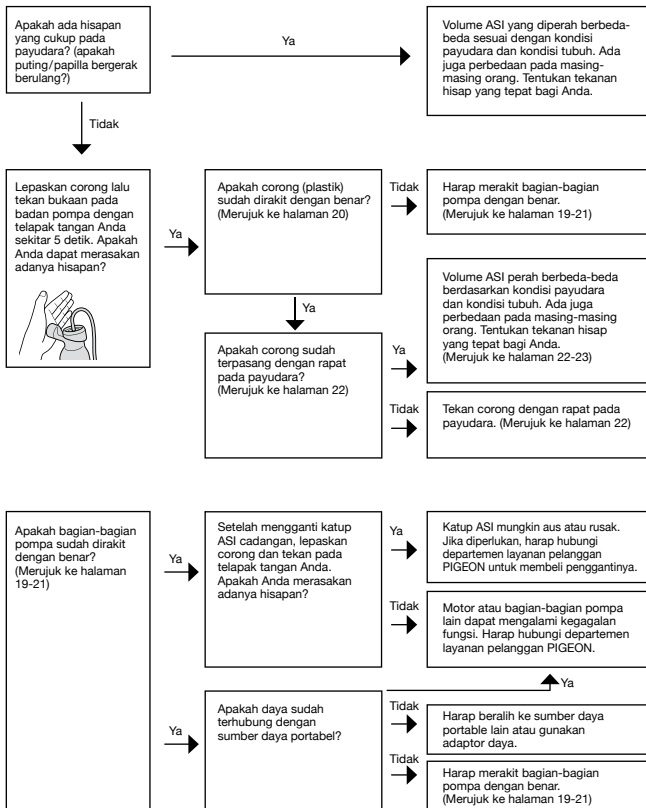 Apakah ada hisapan
yang cukup pada
payudara? (apakah
puting/papilla bergerak
berulang?)
Ya
Volume ASI yang diperah berbeda-
beda sesuai dengan kondisi
payudara dan kondisi tubuh. Ada
juga perbedaan pada masing-
masing orang. Tentukan tekanan
hisap yang tepat bagi Anda.
Tidak
Lepaskan corong lalu
tekan bukaan pada
badan pompa dengan
telapak tangan Anda
sekitar 5 detik. Apakah
Anda dapat merasakan
adanya hisapan?
Ya
Apakah corong (plastik)
sudah dirakit dengan benar?
(Merujuk ke halaman 20)
Tidak
Harap merakit bagian-bagian
pompa dengan benar.
(Merujuk ke halaman 19-21)
Ya
Apakah corong sudah
terpasang dengan rapat
pada payudara?
(Merujuk ke halaman 22)
Ya
Volume ASI perah berbeda-beda
berdasarkan kondisi payudara
dan kondisi tubuh. Ada juga
perbedaan pada masing-masing
orang. Tentukan tekanan hisap
yang tepat bagi Anda.
(Merujuk ke halaman 22-23)
Tidak
Tekan corong dengan rapat pada
payudara. (Merujuk ke halaman 22)
Apakah bagian-bagian
pompa sudah dirakit
dengan benar?
(Merujuk ke halaman
19-21)
Ya
Setelah mengganti katup
ASI cadangan, lepaskan
corong dan tekan pada
telapak tangan Anda.
Apakah Anda merasakan
adanya hisapan?
Ya
Katup ASI mungkin aus atau rusak.
Jika diperlukan, harap hubungi
departemen layanan pelanggan
PIGEON untuk membeli penggantinya.
Tidak
Motor atau bagian-bagian pompa
lain dapat mengalami kegagalan
fungsi. Harap hubungi departemen
layanan pelanggan PIGEON.
Ya
Ya
Apakah daya sudah
terhubung dengan
sumber daya portabel?
Tidak
Harap beralih ke sumber daya
portable lain atau gunakan
adaptor daya.
Tidak
Harap merakit bagian-bagian
pompa dengan benar.
(Merujuk ke halaman 19-21)